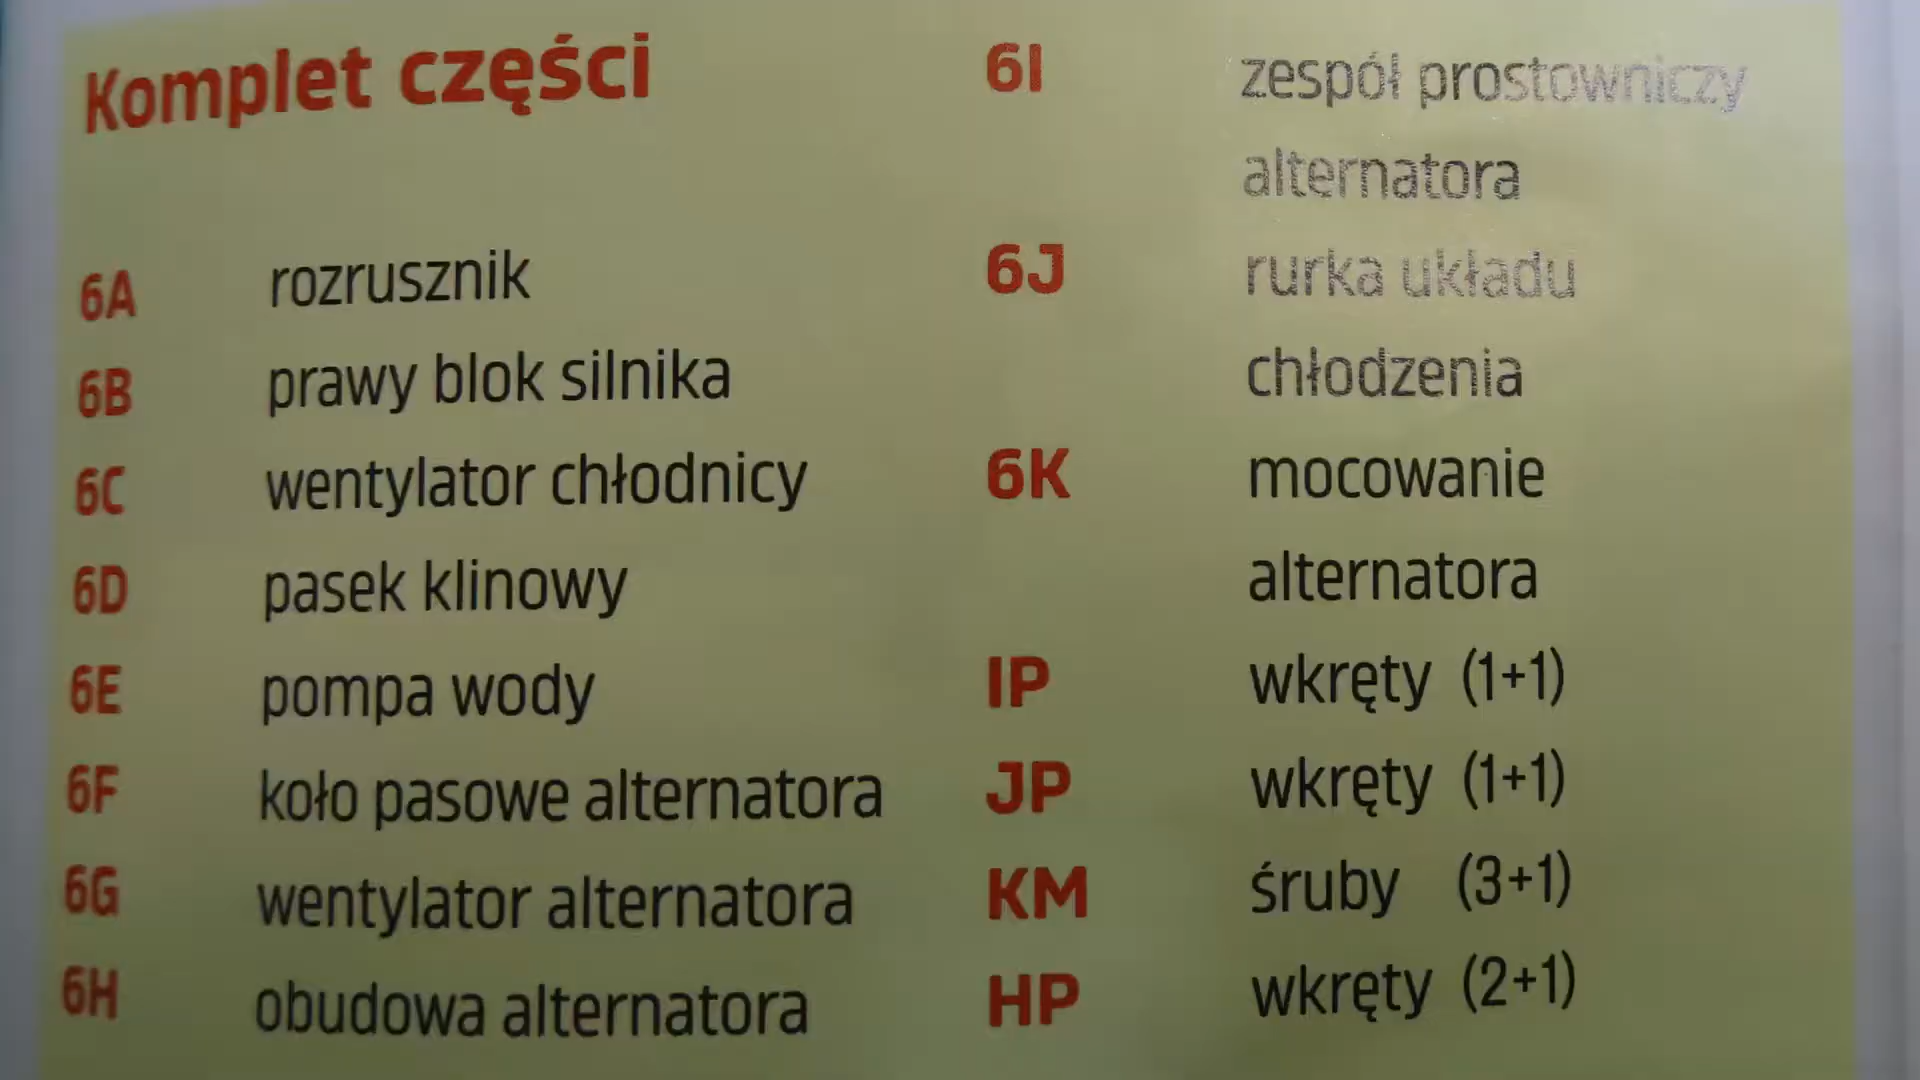 Komplet części
6A rozrusznik
6B prawy blok silnika
6C wentylator chłodnicy
6D pasek klinowy
6E pompa wody
6F koło pasowe alternatora
6G wentylator alternatora
6H obudowa alternatora
6I zespół prostowniczy
alternatora
6J rurka układu
chłodzenia
6K mocowanie
alternatora
IP wkręty (1+1)
JP wkręty (1+1)
KM śruby (3+1)
HP wkręty (2+1)